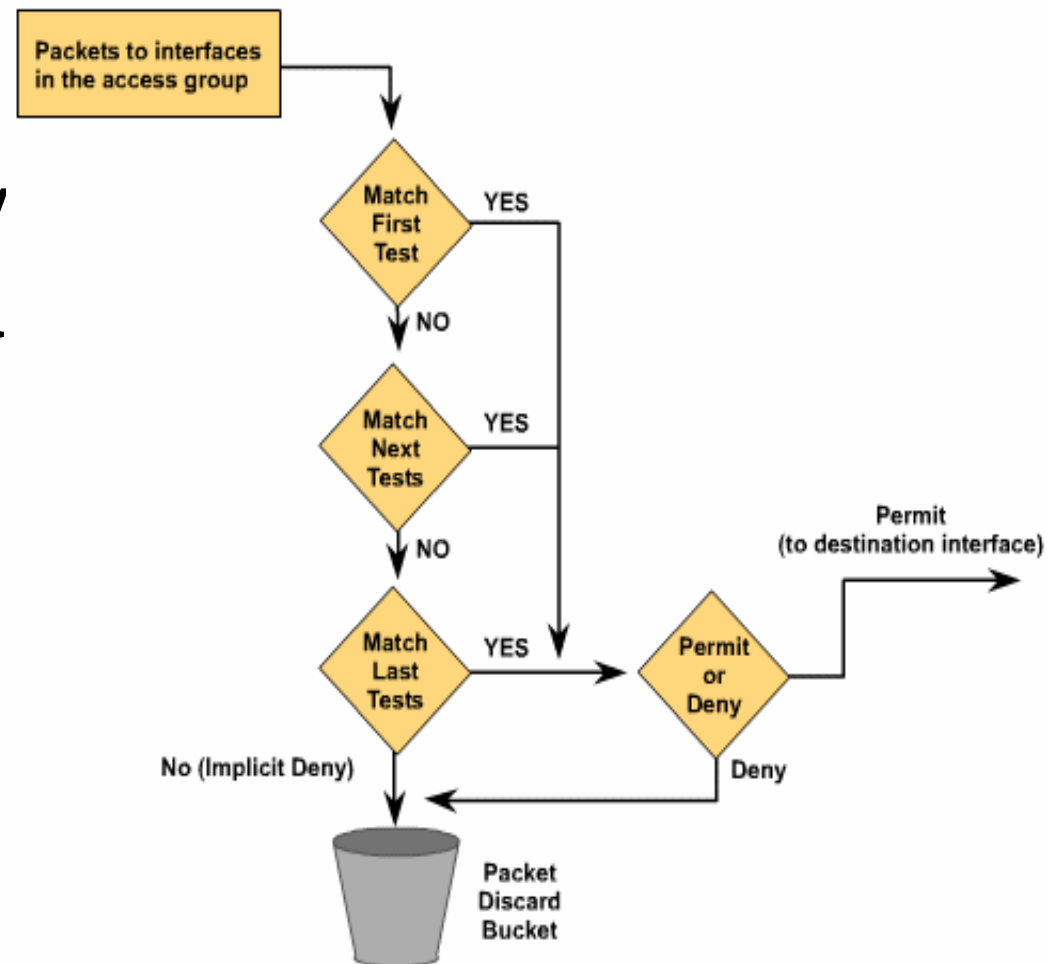 Packets to interfaces
in the access group
Match
First
Test
YES
NO
Match
Next
Tests
YES
NO
Match
Last
Tests
YES
Permit
or
Deny
Permit
(to destination interface)
No (Implicit Deny)
Deny
Packet
Discard
Bucket